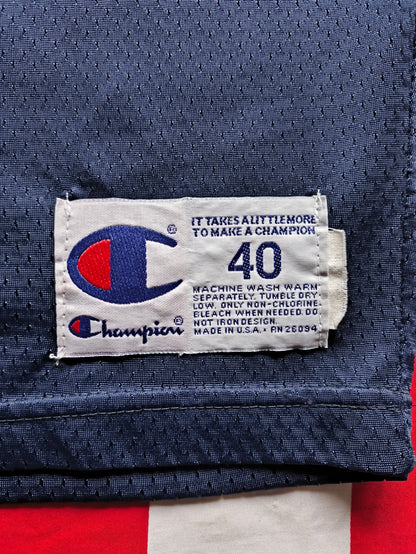 IT TAKES A LITTLE MORE
TO MAKE A CHAMPION
40
MACHINE WASH WARM
SEPARATELY. TUMBLE DRY-
LOW. ONLY NON-CHLORINE-
BLEACH WHEN NEEDED. DO
NOT IRON DESIGN.
MADE IN U.S.A. • RN 26094
Champion